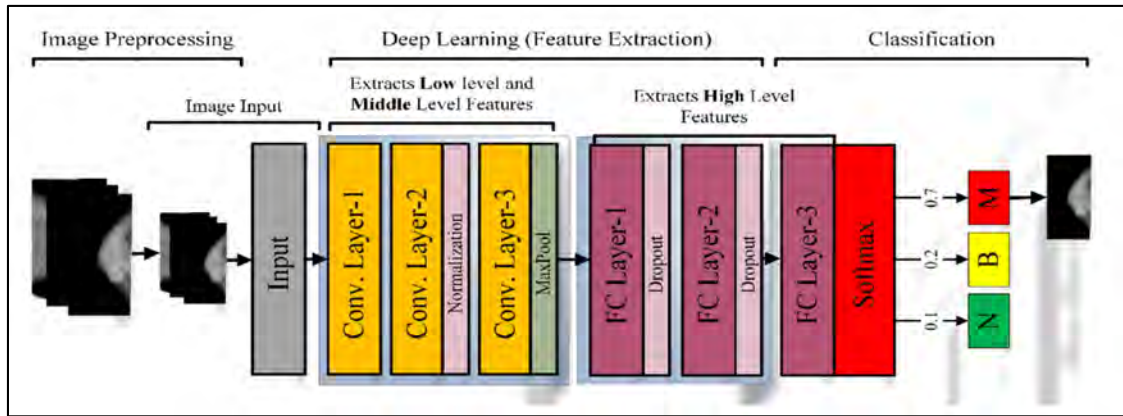 Image Preprocessing
Deep Learning (Feature Extraction)
Classification
Image Input
Extracts Low level and
Middle Level Features
Extracts High Level
Features
Input
Conv. Layer-1
Conv. Layer-2
Normalization
Conv. Layer-3
MaxPool
FC Layer-1
Dropout
FC Layer-2
Dropout
FC Layer-3
Softmax
0.7
M
0.2
B
0.1
N